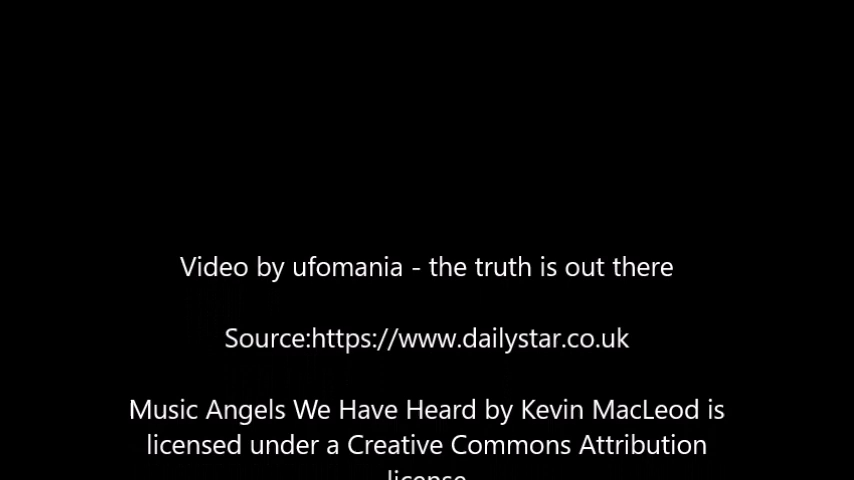 Video by ufomania - the truth is out there
Source:https://www.dailystar.co.uk
Music Angels We Have Heard by Kevin MacLeod is
licensed under a Creative Commons Attribution
license